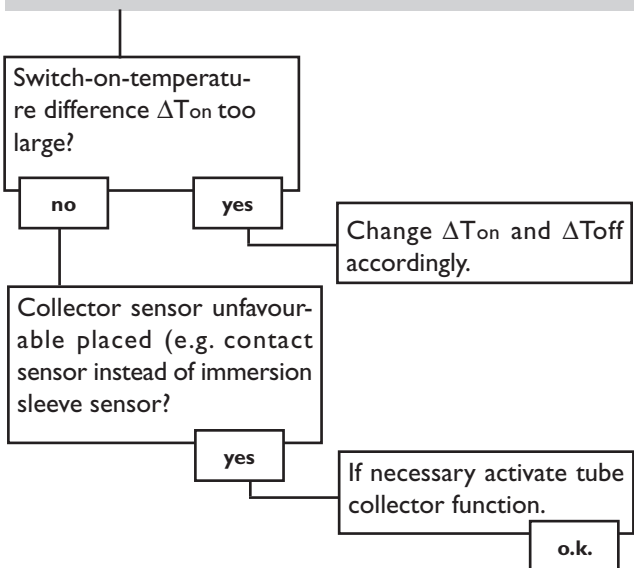 Switch-on-temperatu-
re difference ΔTon too
large?
no
yes
Change ΔTon and ΔToff
accordingly.
Collector sensor unfavour-
able placed (e.g. contact
sensor instead of immersion
sleeve sensor?
yes
If necessary activate tube
collector function.
o.k.